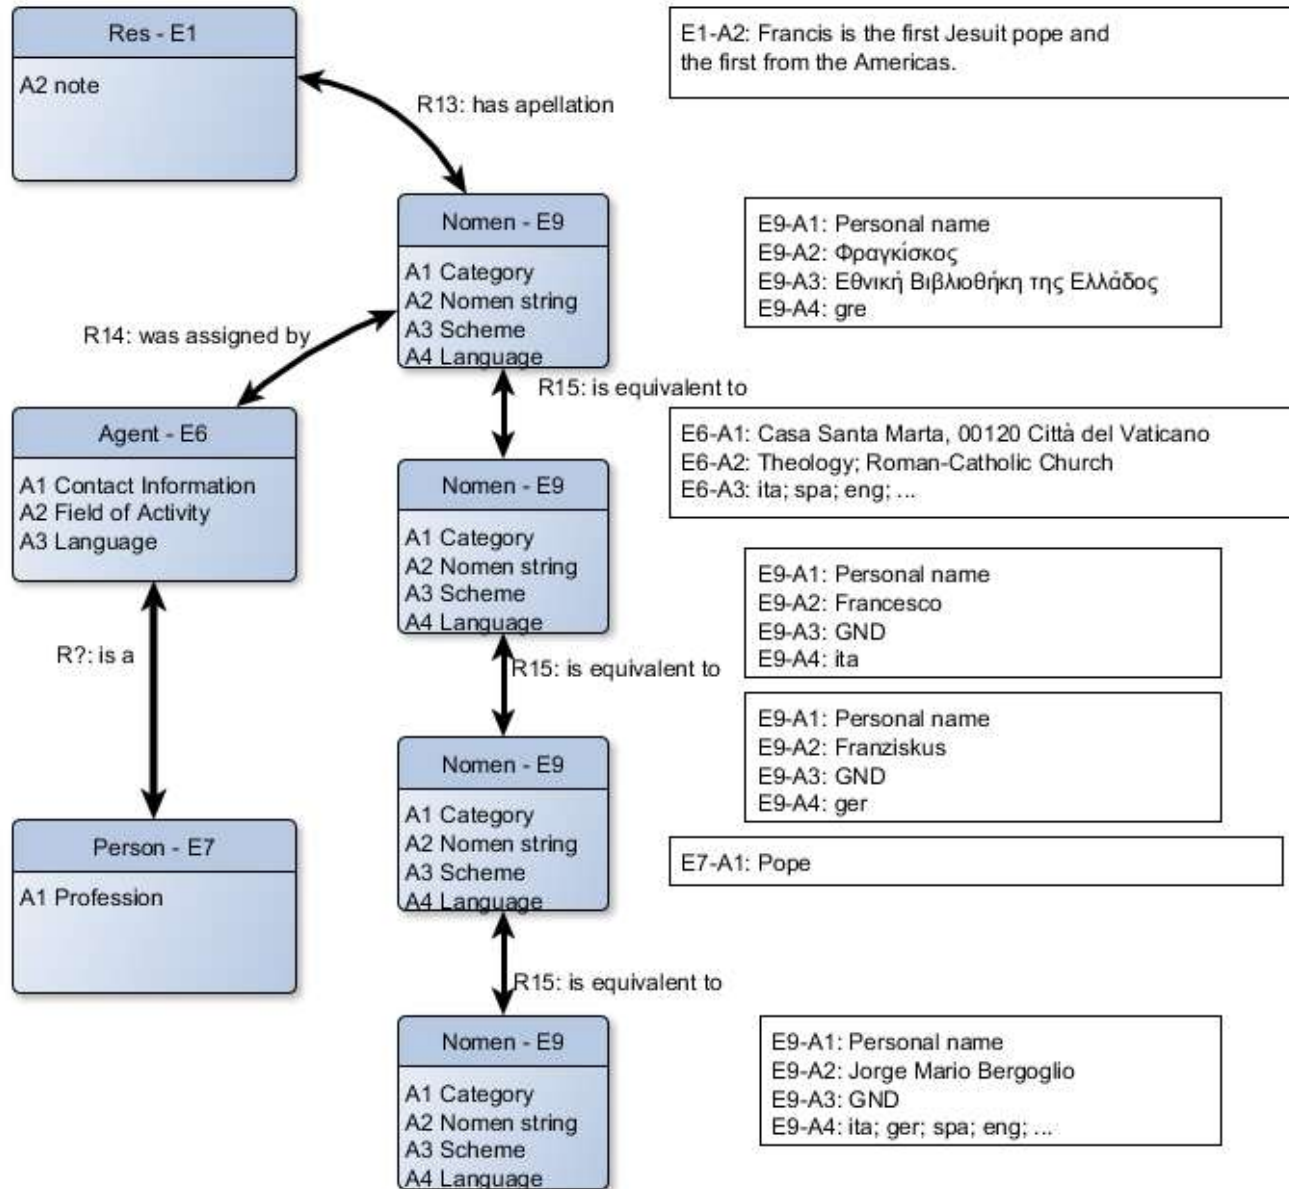 Res - E1
A2 note
E1-A2: Francis is the first Jesuit pope and
the first from the Americas.
R13: has apellation
Nomen - E9
A1 Category
A2 Nomen string
A3 Scheme
A4 Language
E9-A1: Personal name
E9-A2: Φραγκίσκος
E9-A3: Εθνική Βιβλιοθήκη της Ελλάδος
E9-A4: gre
R14: was assigned by
R15: is equivalent to
Agent - E6
A1 Contact Information
A2 Field of Activity
A3 Language
E6-A1: Casa Santa Marta, 00120 Città del Vaticano
E6-A2: Theology; Roman-Catholic Church
E6-A3: ita; spa; eng; ...
Nomen - E9
A1 Category
A2 Nomen string
A3 Scheme
A4 Language
E9-A1: Personal name
E9-A2: Francesco
E9-A3: GND
E9-A4: ita
R?: is a
R15: is equivalent to
E9-A1: Personal name
E9-A2: Franziskus
E9-A3: GND
E9-A4: ger
Nomen - E9
A1 Category
A2 Nomen string
A3 Scheme
A4 Language
Person - E7
A1 Profession
E7-A1: Pope
R15: is equivalent to
Nomen - E9
A1 Category
A2 Nomen string
A3 Scheme
A4 Language
E9-A1: Personal name
E9-A2: Jorge Mario Bergoglio
E9-A3: GND
E9-A4: ita; ger; spa; eng; ...